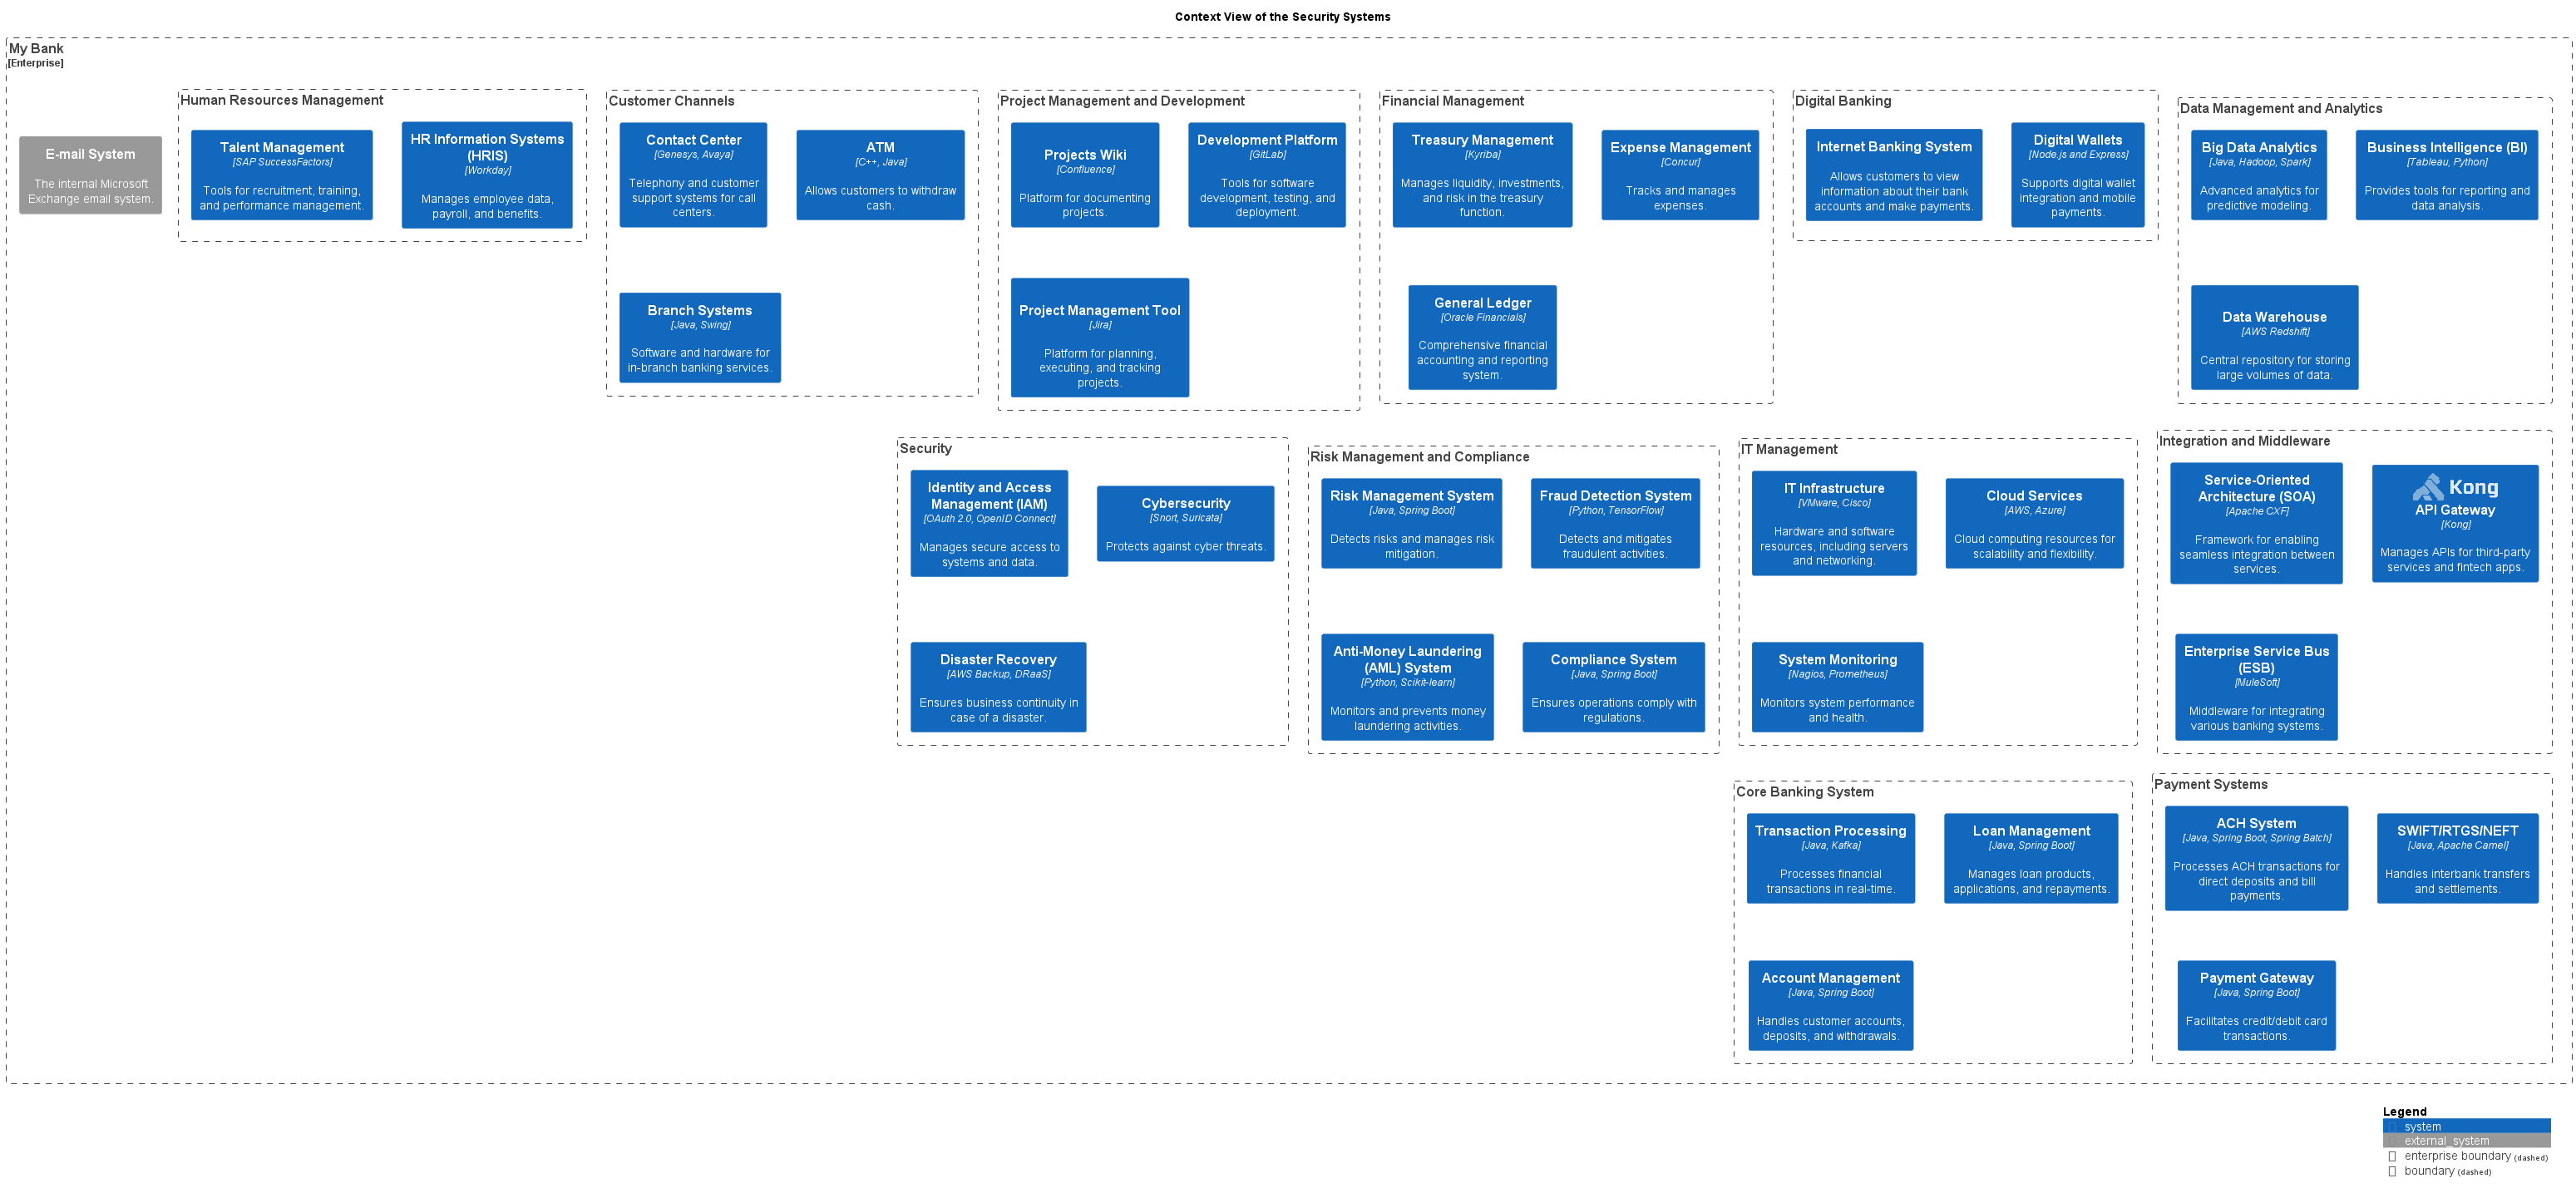 Context View of the Security Systems
My Bank
[Enterprise]
E-mail System
The internal Microsoft
Exchange email system.
Human Resources Management
Talent Management
[SAP SuccessFactors]
Tools for recruitment, training,
and performance management.
HR Information Systems
(HRIS)
[Workday]
Manages employee data,
payroll, and benefits.
Customer Channels
Contact Center
[Genesys, Avaya]
Telephony and customer
support systems for call
centers.
ATM
[C++, Java]
Allows customers to withdraw
cash.
Branch Systems
[Java, Swing]
Software and hardware for
in-branch banking services.
Project Management and Development
Projects Wiki
[Confluence]
Platform for documenting
projects.
Development Platform
[GitLab]
Tools for software
development, testing, and
deployment.
Project Management Tool
[Jira]
Platform for planning,
executing, and tracking
projects.
Financial Management
Treasury Management
[Kyriba]
Manages liquidity, investments,
and risk in the treasury
function.
Expense Management
[Concur]
Tracks and manages
expenses.
General Ledger
[Oracle Financials]
Comprehensive financial
accounting and reporting
system.
Digital Banking
Internet Banking System
Allows customers to view
information about their bank
accounts and make payments.
Digital Wallets
[Node.js and Express]
Supports digital wallet
integration and mobile
payments.
Data Management and Analytics
Big Data Analytics
[Java, Hadoop, Spark]
Advanced analytics for
predictive modeling.
Business Intelligence (BI)
[Tableau, Python]
Provides tools for reporting and
data analysis.
Data Warehouse
[AWS Redshift]
Central repository for storing
large volumes of data.
Security
Identity and Access
Management (IAM)
[OAuth 2.0, OpenID Connect]
Manages secure access to
systems and data.
Cybersecurity
[Snort, Suricata]
Protects against cyber threats.
Disaster Recovery
[AWS Backup, DRaaS]
Ensures business continuity in
case of a disaster.
Risk Management and Compliance
Risk Management System
[Java, Spring Boot]
Detects risks and manages risk
mitigation.
Fraud Detection System
[Python, TensorFlow]
Detects and mitigates
fraudulent activities.
Anti-Money Laundering
(AML) System
[Python, Scikit-learn]
Monitors and prevents money
laundering activities.
Compliance System
[Java, Spring Boot]
Ensures operations comply with
regulations.
IT Management
IT Infrastructure
[VMware, Cisco]
Hardware and software
resources, including servers
and networking.
Cloud Services
[AWS, Azure]
Cloud computing resources for
scalability and flexibility.
System Monitoring
[Nagios, Prometheus]
Monitors system performance
and health.
Integration and Middleware
Service-Oriented
Architecture (SOA)
[Apache CXF]
Framework for enabling
seamless integration between
services.
Kong
API Gateway
[Kong]
Manages APIs for third-party
services and fintech apps.
Enterprise Service Bus
(ESB)
[MuleSoft]
Middleware for integrating
various banking systems.
Core Banking System
Transaction Processing
[Java, Kafka]
Processes financial
transactions in real-time.
Loan Management
[Java, Spring Boot]
Manages loan products,
applications, and repayments.
Account Management
[Java, Spring Boot]
Handles customer accounts,
deposits, and withdrawals.
Payment Systems
ACH System
[Java, Spring Boot, Spring Batch]
Processes ACH transactions for
direct deposits and bill
payments.
SWIFT/RTGS/NEFT
[Java, Apache Camel]
Handles interbank transfers
and settlements.
Payment Gateway
[Java, Spring Boot]
Facilitates credit/debit card
transactions.
Legend
system
external_system
enterprise boundary (dashed)
boundary (dashed)